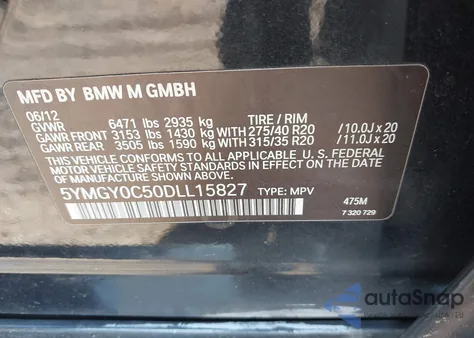 MFD BY BMW M GMBH
06/12
GVWR 6471 lbs 2935 kg TIRE / RIM
GAWR FRONT 3153 lbs 1430 kg WITH 275/40 R20 /10.0J x 20
GAWR REAR 3505 lbs 1590 kg WITH 315/35 R20 /11.0J x 20
THIS VEHICLE CONFORMS TO ALL APPLICABLE
U.S. FEDERAL MOTOR VEHICLE SAFETY STANDARDS
IN EFFECT ON THE DATE OF MANUFACTURE SHOWN ABOVE.
5YMGY0C50DLL15827 TYPE: MPV 475M
7 320 729
autoSnap